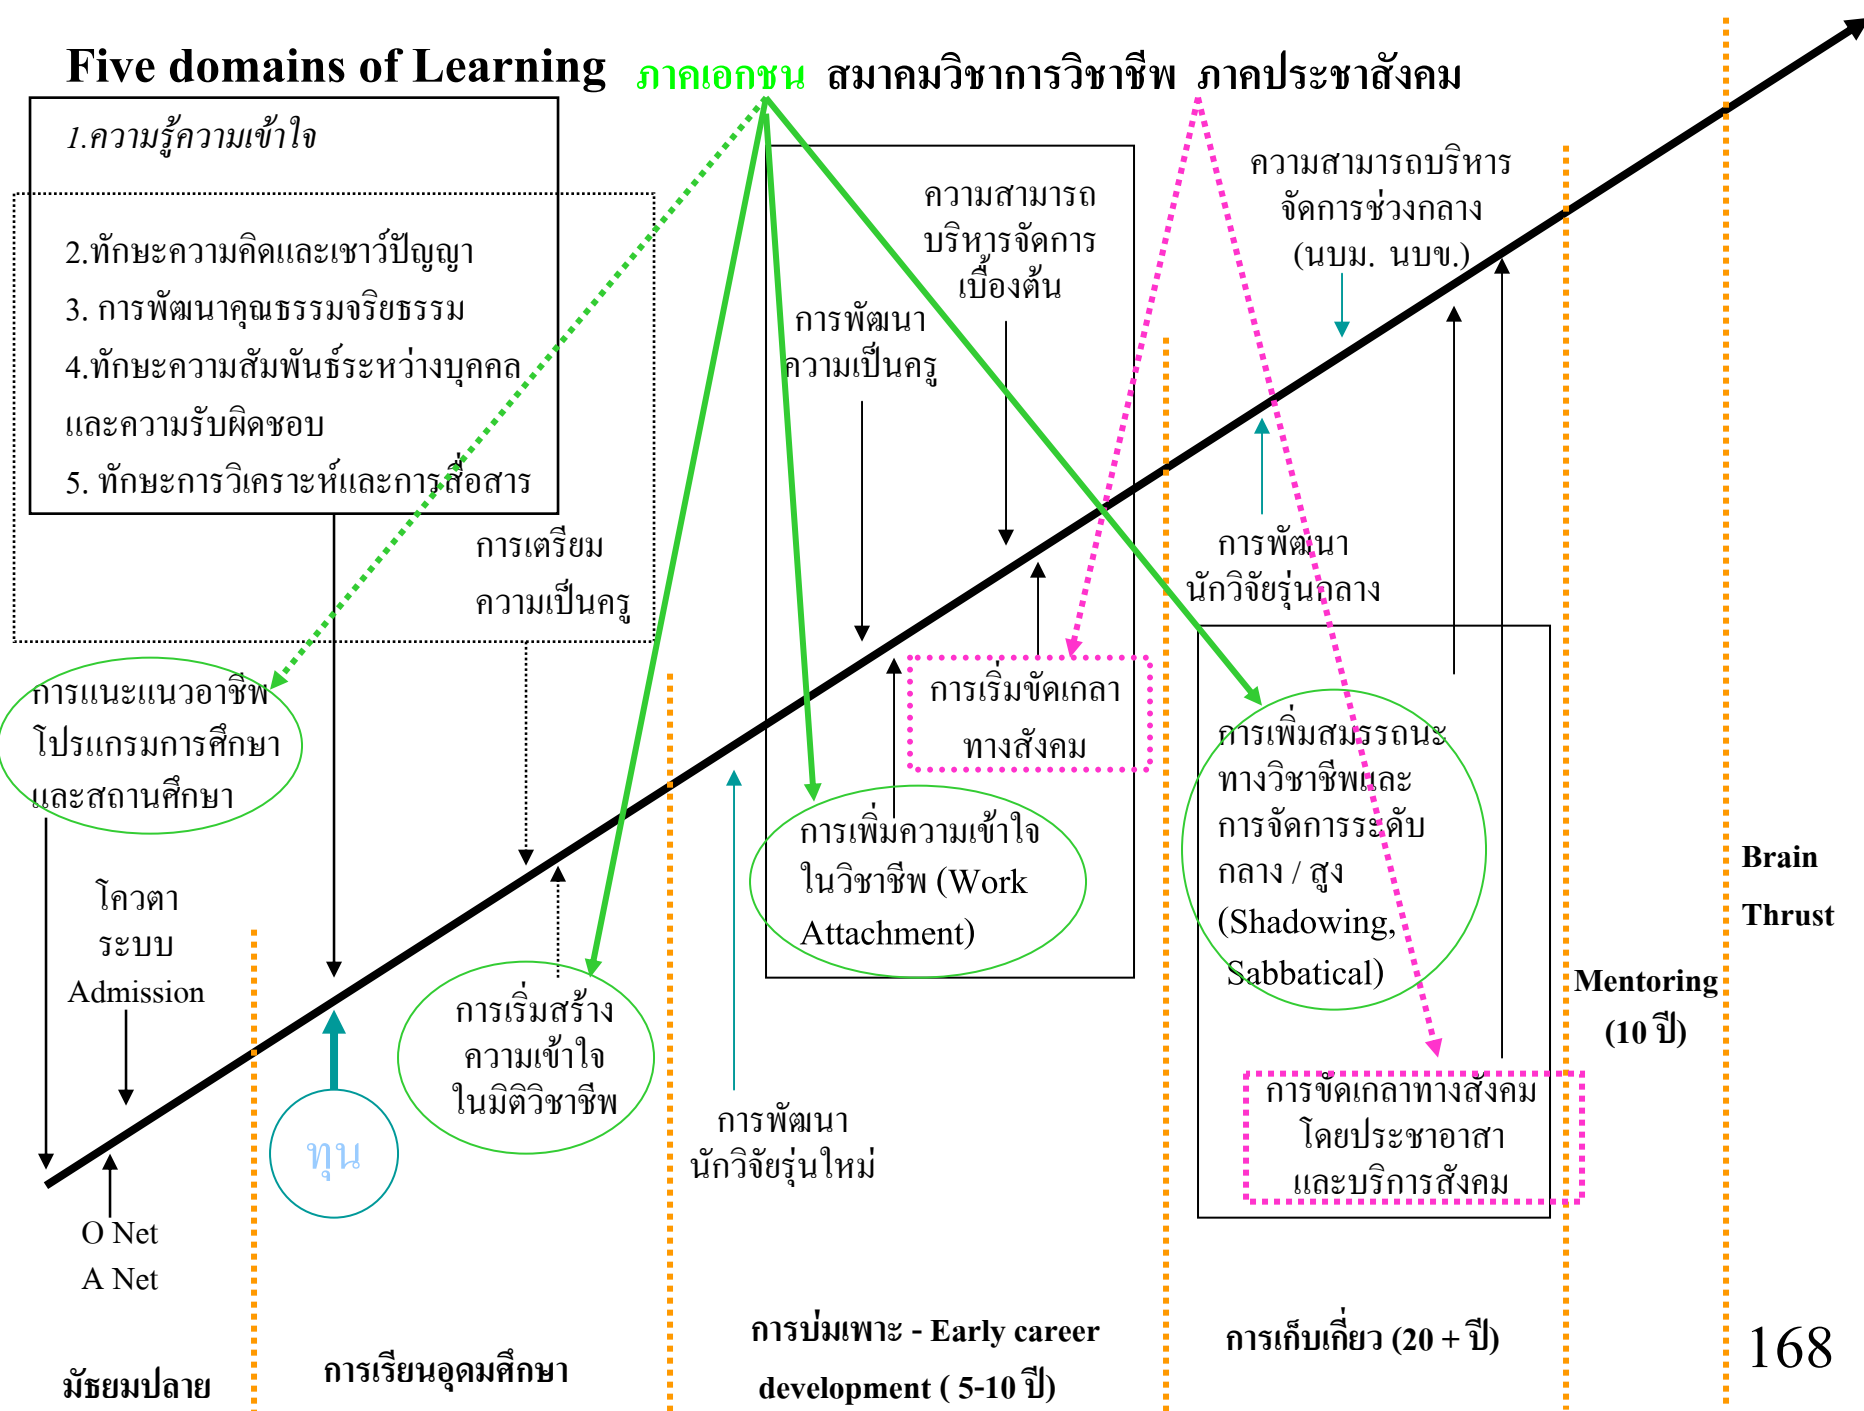 Five domains of Learning
ภาคเอกชน สมาคมวิชาการวิชาชีพ ภาคประชาสังคม
1.ความรู้ความเข้าใจ
2.ทักษะความคิดและเชาว์ปัญญา
3. การพัฒนาคุณธรรมจริยธรรม
4.ทักษะความสัมพันธ์ระหว่างบุคคล
และความรับผิดชอบ
5. ทักษะการวิเคราะห์และการสื่อสาร
การเตรียม
ความเป็นครู
ความสามารถ
บริหารจัดการ
เบื้องต้น
การพัฒนา
ความเป็นครู
ความสามารถบริหาร
จัดการช่วงกลาง
(นบม. นบข.)
การพัฒนา
นักวิจัยรุ่นกลาง
การแนะแนวอาชีพ
โปรแกรมการศึกษา
และสถานศึกษา
การเริ่มขัดเกลา
ทางสังคม
การเพิ่มสมรรถนะ
ทางวิชาชีพและ
การจัดการระดับ
กลาง / สูง
(Shadowing,
Sabbatical)
การเพิ่มความเข้าใจ
ในวิชาชีพ (Work
Attachment)
โควตา
ระบบ
Admission
การเริ่มสร้าง
ความเข้าใจ
ในมิติวิชาชีพ
ทุน
การพัฒนา
นักวิจัยรุ่นใหม่
การขัดเกลาทางสังคม
โดยประชาอาสา
และบริการสังคม
O Net
A Net
Brain
Thrust
Mentoring
(10 ปี)
มัธยมปลาย
การเรียนอุดมศึกษา
การบ่มเพาะ - Early career
development ( 5-10 ปี)
การเก็บเกี่ยว (20 + ปี)
168